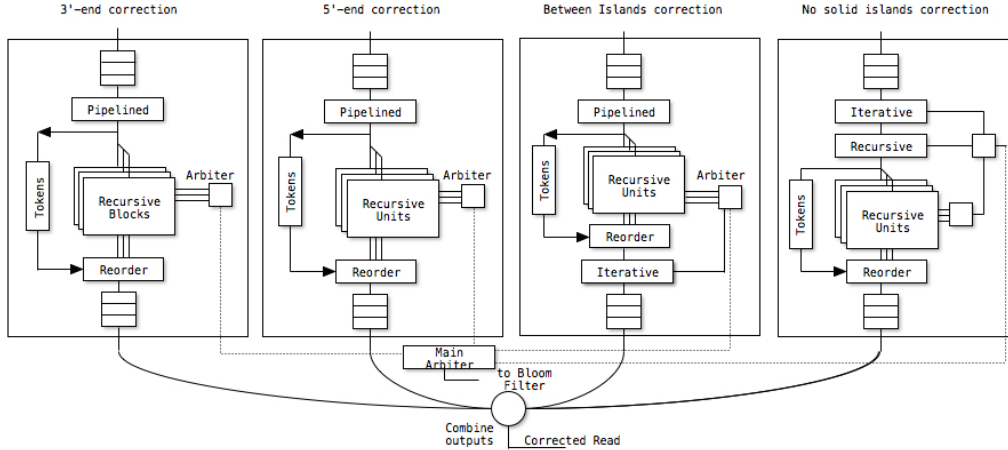 3'-end correction
5'-end correction
Between Islands correction
No solid islands correction
Pipelined
Tokens
Recursive
Blocks
Arbiter
Reorder
Pipelined
Tokens
Recursive
Units
Arbiter
Reorder
Pipelined
Tokens
Recursive
Units
Arbiter
Reorder
Iterative
Iterative
Recursive
Tokens
Recursive
Units
Reorder
Main
Arbiter
to Bloom
Filter
Combine
outputs
Corrected Read